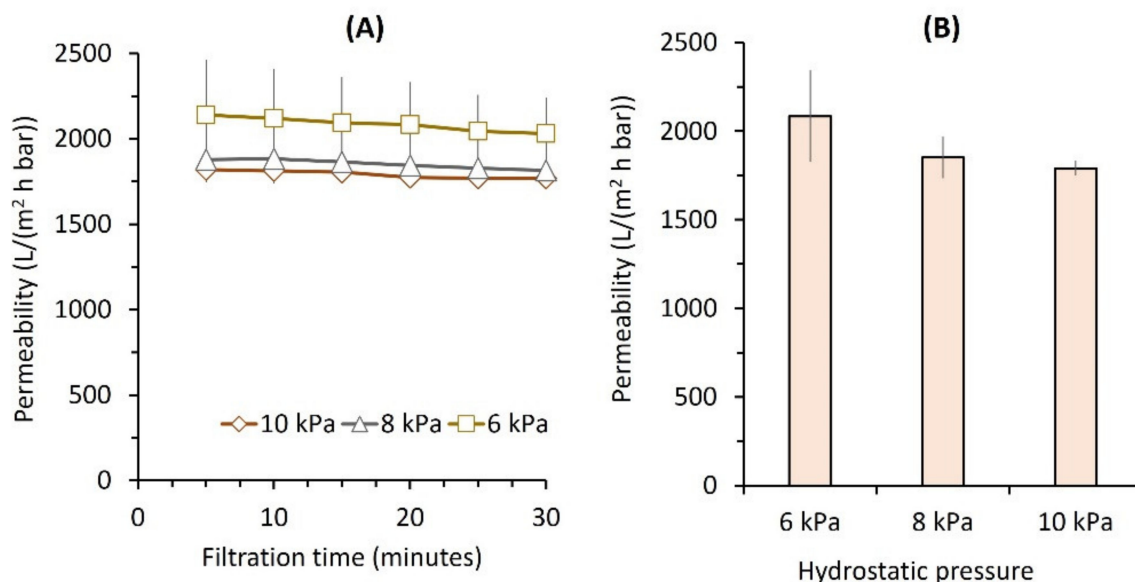 (A)
Permeability (L/(m² h bar))
2500
2000
1500
1000
500
0
10 kPa 8 kPa 6 kPa
0 10 20 30
Filtration time (minutes)
(B)
Permeability (L/(m² h bar))
2500
2000
1500
1000
500
0
6 kPa 8 kPa 10 kPa
Hydrostatic pressure